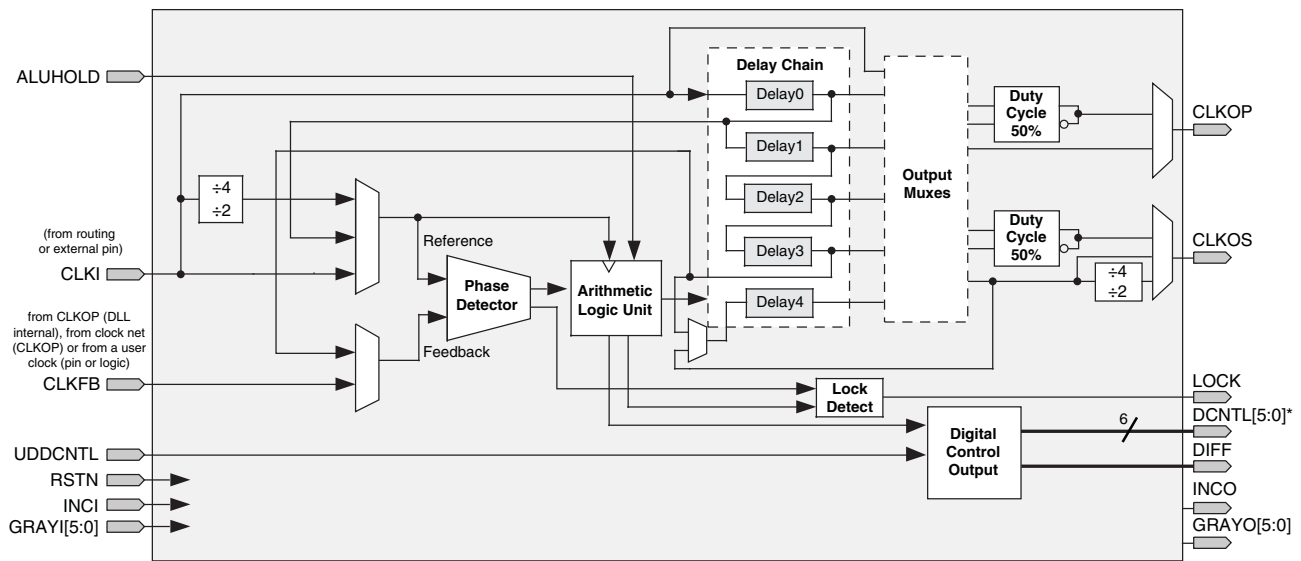 ALUHOLD
Delay Chain
Delay0
Delay1
Delay2
Delay3
Delay4
Output
Muxes
Duty
Cycle
50%
CLKOP
Duty
Cycle
50%
CLKOS
÷4
÷2
÷4
÷2
(from routing
or external pin)
CLKI
Reference
Phase
Detector
Feedback
Arithmetic
Logic Unit
from CLKOP (DLL
internal), from clock net
(CLKOP) or from a user
clock (pin or logic)
CLKFB
Lock
Detect
LOCK
Digital
Control
Output
6
DCNTL[5:0]*
DIFF
UDDCNTL
RSTN
INCI
GRAYI[5:0]
INCO
GRAYO[5:0]